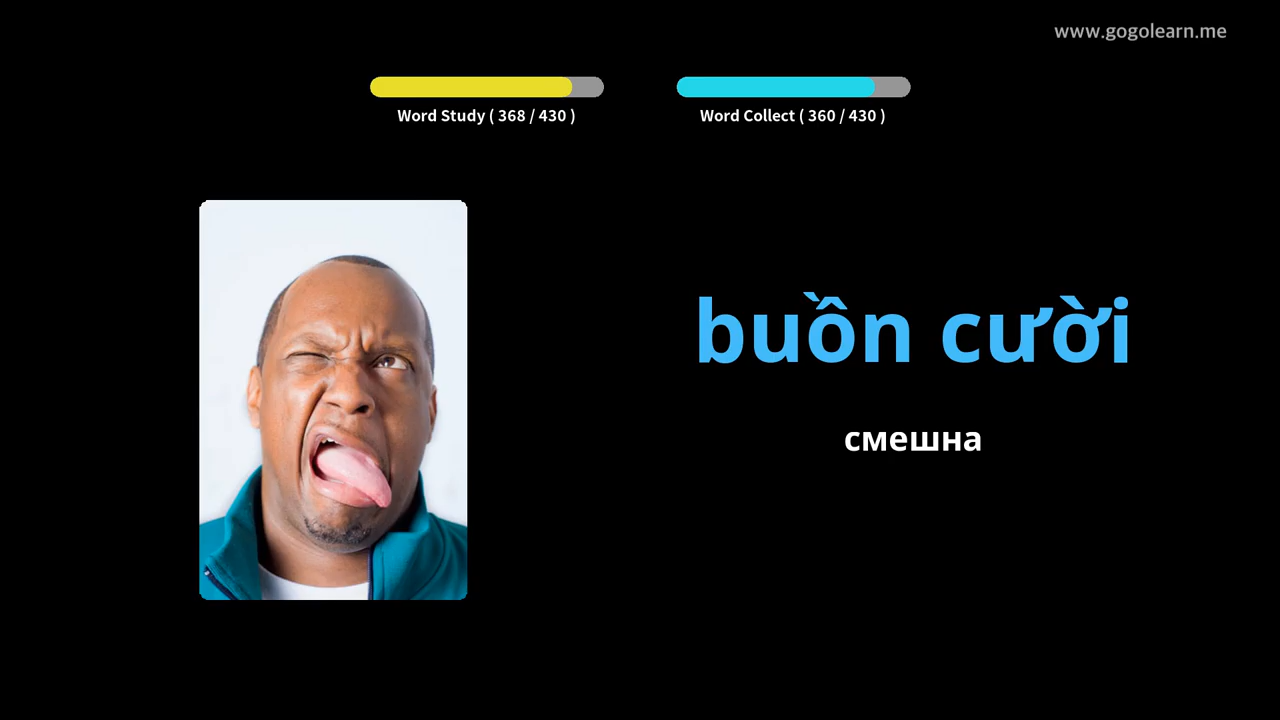 www.gogolearn.me
Word Study ( 368 / 430 )
Word Collect ( 360 / 430 )
buồn cười
смешна